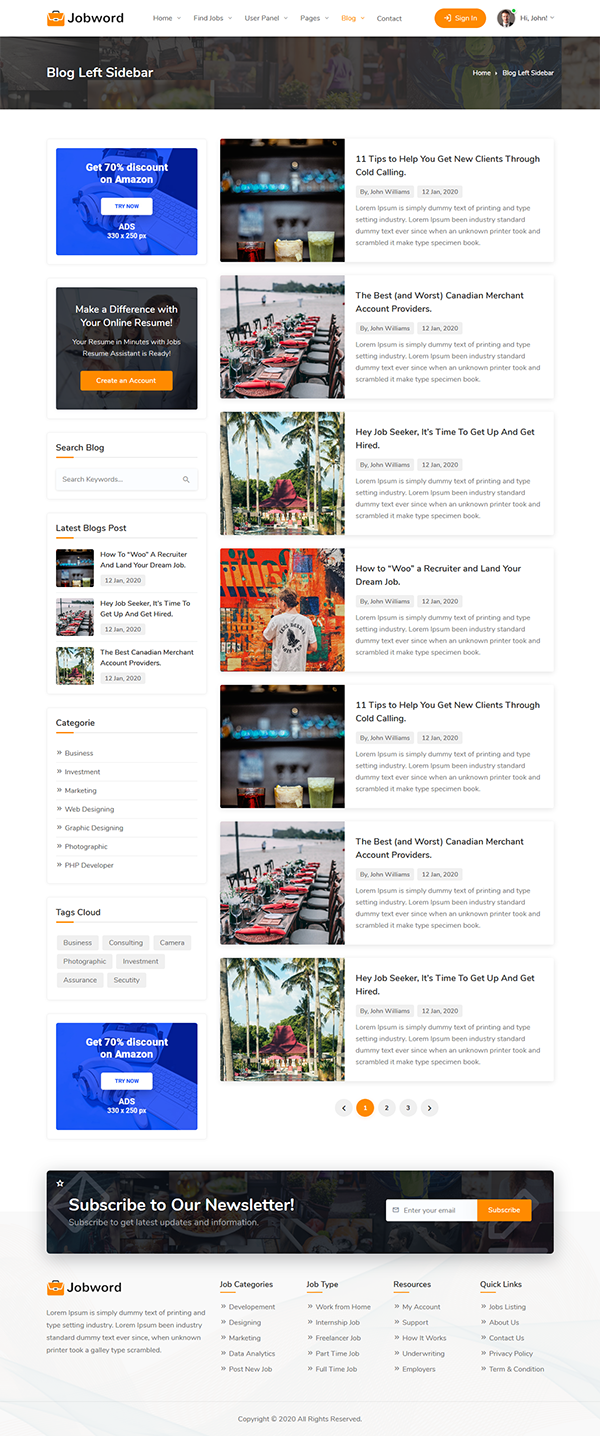 Jobword
Home
Find Jobs
User Panel
Pages
Blog
Contact
Sign In
Hi, John!
Blog Left Sidebar
Home
Blog Left Sidebar
Get 70% discount
on Amazon
TRY NOW
ADS
330 x 250 px
Make a Difference with
Your Online Resume!
Your Resume in Minutes with Jobs
Resume Assistant is Ready!
Create an Account
Search Blog
Search Keywords...
Latest Blogs Post
How To “Woo” A Recruiter
And Land Your Dream Job.
12 Jan, 2020
Hey Job Seeker, It’s Time To
Get Up And Get Hired.
12 Jan, 2020
The Best Canadian Merchant
Account Providers.
12 Jan, 2020
Categorie
» Business
» Investment
» Marketing
» Web Designing
» Graphic Designing
» Photographic
» PHP Developer
Tags Cloud
Business
Consulting
Camera
Photographic
Investment
Assurance
Secutity
Get 70% discount
on Amazon
TRY NOW
ADS
330 x 250 px
11 Tips to Help You Get New Clients Through
Cold Calling.
By, John Williams
12 Jan, 2020
Lorem Ipsum is simply dummy text of printing and type
setting industry. Lorem Ipsum been industry standard
dummy text ever since when an unknown printer took and
scrambled it make type specimen book.
The Best (and Worst) Canadian Merchant
Account Providers.
By, John Williams
12 Jan, 2020
Lorem Ipsum is simply dummy text of printing and type
setting industry. Lorem Ipsum been industry standard
dummy text ever since when an unknown printer took and
scrambled it make type specimen book.
Hey Job Seeker, It’s Time To Get Up And Get
Hired.
By, John Williams
12 Jan, 2020
Lorem Ipsum is simply dummy text of printing and type
setting industry. Lorem Ipsum been industry standard
dummy text ever since when an unknown printer took and
scrambled it make type specimen book.
How to “Woo” a Recruiter and Land Your
Dream Job.
By, John Williams
12 Jan, 2020
Lorem Ipsum is simply dummy text of printing and type
setting industry. Lorem Ipsum been industry standard
dummy text ever since when an unknown printer took and
scrambled it make type specimen book.
11 Tips to Help You Get New Clients Through
Cold Calling.
By, John Williams
12 Jan, 2020
Lorem Ipsum is simply dummy text of printing and type
setting industry. Lorem Ipsum been industry standard
dummy text ever since when an unknown printer took and
scrambled it make type specimen book.
The Best (and Worst) Canadian Merchant
Account Providers.
By, John Williams
12 Jan, 2020
Lorem Ipsum is simply dummy text of printing and type
setting industry. Lorem Ipsum been industry standard
dummy text ever since when an unknown printer took and
scrambled it make type specimen book.
Hey Job Seeker, It’s Time To Get Up And Get
Hired.
By, John Williams
12 Jan, 2020
Lorem Ipsum is simply dummy text of printing and type
setting industry. Lorem Ipsum been industry standard
dummy text ever since when an unknown printer took and
scrambled it make type specimen book.
1
2
3
Subscribe to Our Newsletter!
Subscribe to get latest updates and information.
Enter your email
Subscribe
Jobword
Lorem Ipsum is simply dummy text of printing and
type setting industry. Lorem Ipsum been industry
standard dummy text ever since, when unknown
printer took a galley type scrambled.
Job Categories
» Developement
» Designing
» Marketing
» Data Analytics
» Post New Job
Job Type
» Work from Home
» Internship Job
» Freelancer Job
» Part Time Job
» Full Time Job
Resources
» My Account
» Support
» How It Works
» Underwriting
» Employers
Quick Links
» Jobs Listing
» About Us
» Contact Us
» Privacy Policy
» Term & Condition
Copyright © 2020 All Rights Reserved.